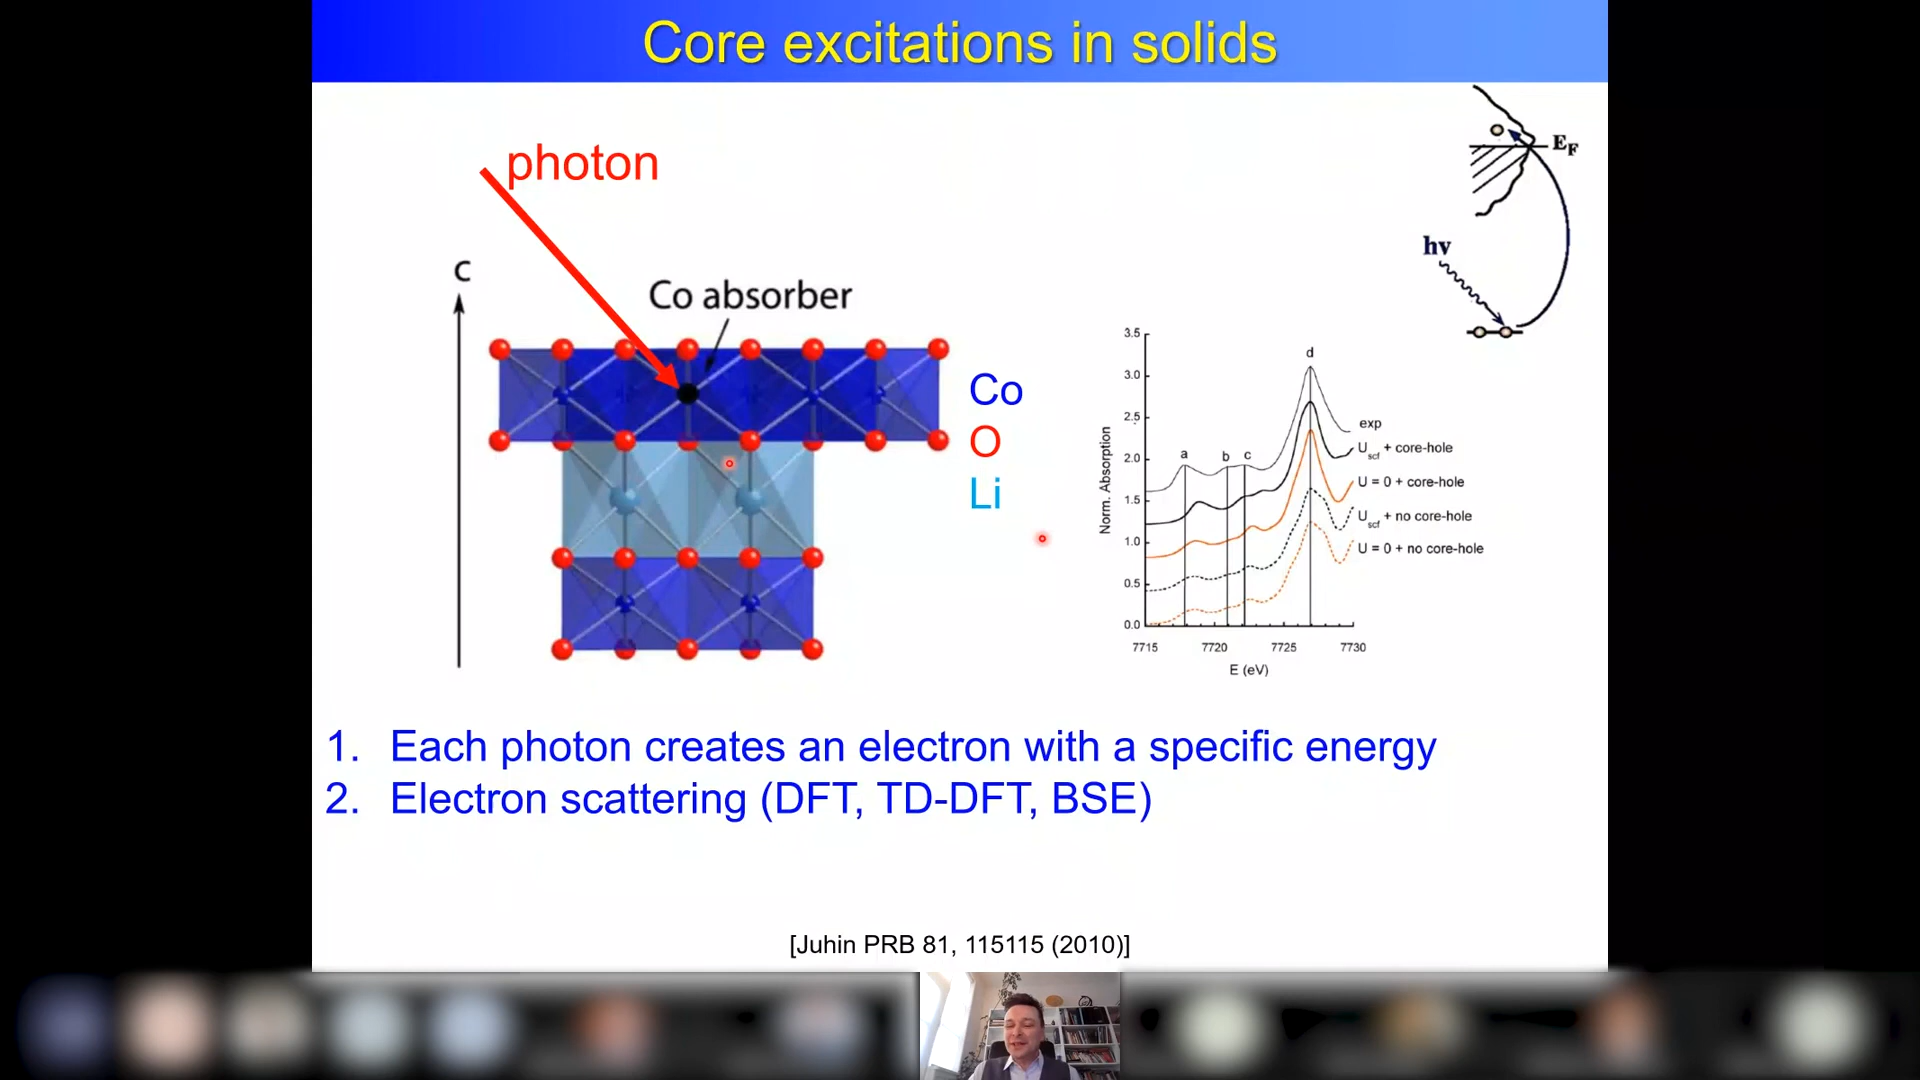 Core excitations in solids
photon
E_F
hν
C
Co absorber
Co
O
Li
3.5
3.0
2.5
2.0
1.5
1.0
0.5
0.0
Norm. Absorption
7715 7720 7725 7730
E (eV)
a
b
c
d
exp
U_scf + core-hole
U = 0 + core-hole
U_scf + no core-hole
U = 0 + no core-hole
1. Each photon creates an electron with a specific energy
2. Electron scattering (DFT, TD-DFT, BSE)
[Juhin PRB 81, 115115 (2010)]